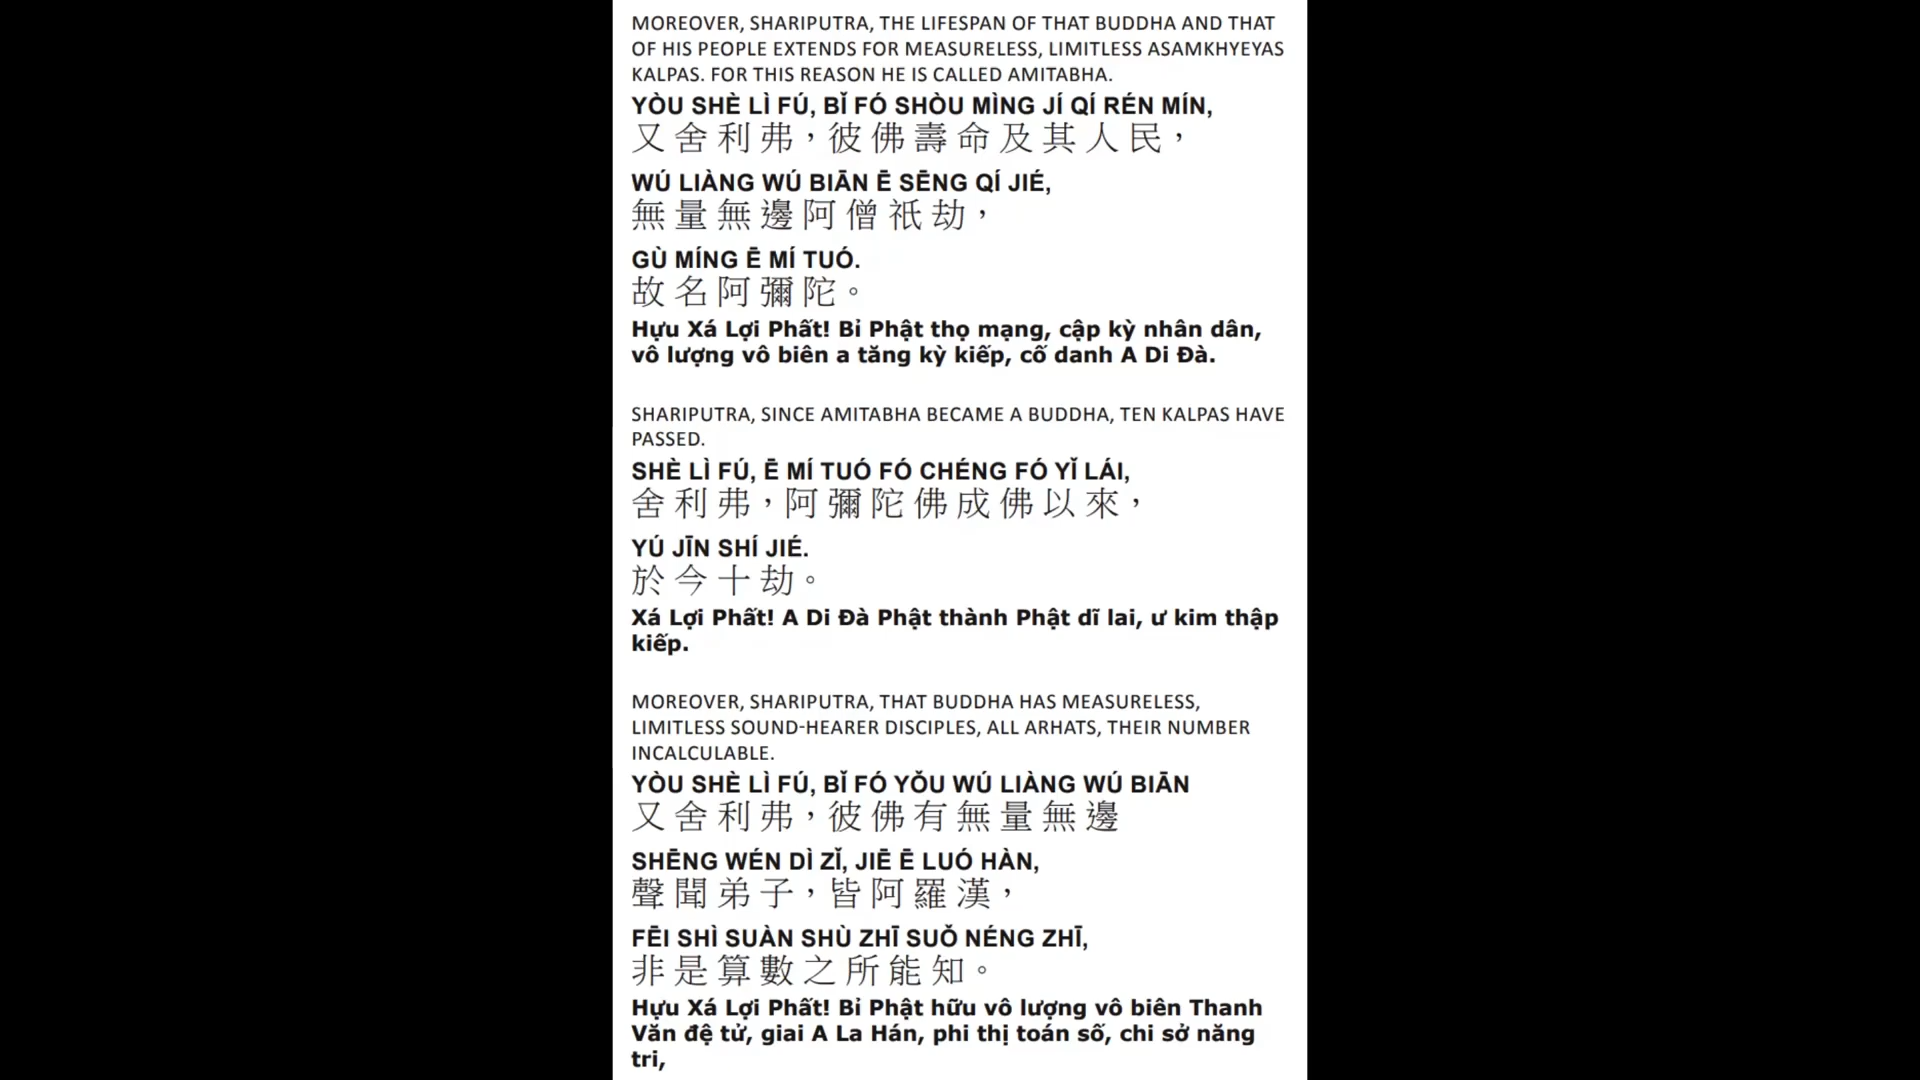 MOREOVER, SHARIPUTRA, THE LIFESPAN OF THAT BUDDHA AND THAT
OF HIS PEOPLE EXTENDS FOR MEASURELESS, LIMITLESS ASAMKHYEYAS
KALPAS. FOR THIS REASON HE IS CALLED AMITABHA.
YÒU SHÈ LÌ FÚ, BǏ FÓ SHÒU MÌNG JÍ QÍ RÉN MÍN,
又舍利弗，彼佛壽命及其人民，
WÚ LIÀNG WÚ BIĀN Ē SĒNG QÍ JIÉ,
無量無邊阿僧祇劫，
GÙ MÍNG Ē MÍ TUÓ.
故名阿彌陀。
Hựu Xá Lợi Phất! Bỉ Phật thọ mạng, cập kỳ nhân dân,
vô lượng vô biên a tăng kỳ kiếp, cố danh A Di Đà.
SHARIPUTRA, SINCE AMITABHA BECAME A BUDDHA, TEN KALPAS HAVE
PASSED.
SHÈ LÌ FÚ, Ē MÍ TUÓ FÓ CHÉNG FÓ YǏ LÁI,
舍利弗，阿彌陀佛成佛以來，
YÚ JĪN SHÍ JIÉ.
於今十劫。
Xá Lợi Phất! A Di Đà Phật thành Phật dĩ lai, ư kim thập
kiếp.
MOREOVER, SHARIPUTRA, THAT BUDDHA HAS MEASURELESS,
LIMITLESS SOUND-HEARER DISCIPLES, ALL ARHATS, THEIR NUMBER
INCALCULABLE.
YÒU SHÈ LÌ FÚ, BǏ FÓ YǑU WÚ LIÀNG WÚ BIĀN
又舍利弗，彼佛有無量無邊
SHĒNG WÉN DÌ ZǏ, JIĒ Ē LUÓ HÀN,
聲聞弟子，皆阿羅漢，
FĒI SHÌ SUÀN SHÙ ZHĪ SUǑ NÉNG ZHĪ,
非是算數之所能知。
Hựu Xá Lợi Phất! Bỉ Phật hữu vô lượng vô biên Thanh
Văn đệ tử, giai A La Hán, phi thị toán số, chi sở năng
tri,